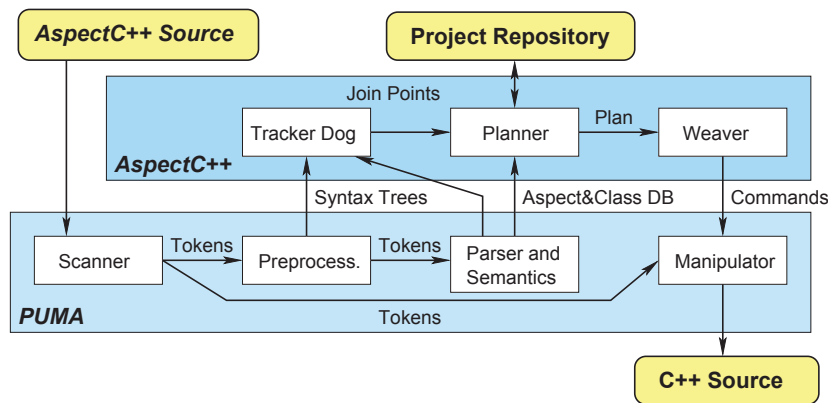 AspectC++ Source
Project Repository
Join Points
Tracker Dog
Planner
Plan
Weaver
AspectC++
Syntax Trees
Aspect&Class DB
Commands
Scanner
Tokens
Preprocess.
Tokens
Parser and
Semantics
Manipulator
PUMA
Tokens
C++ Source